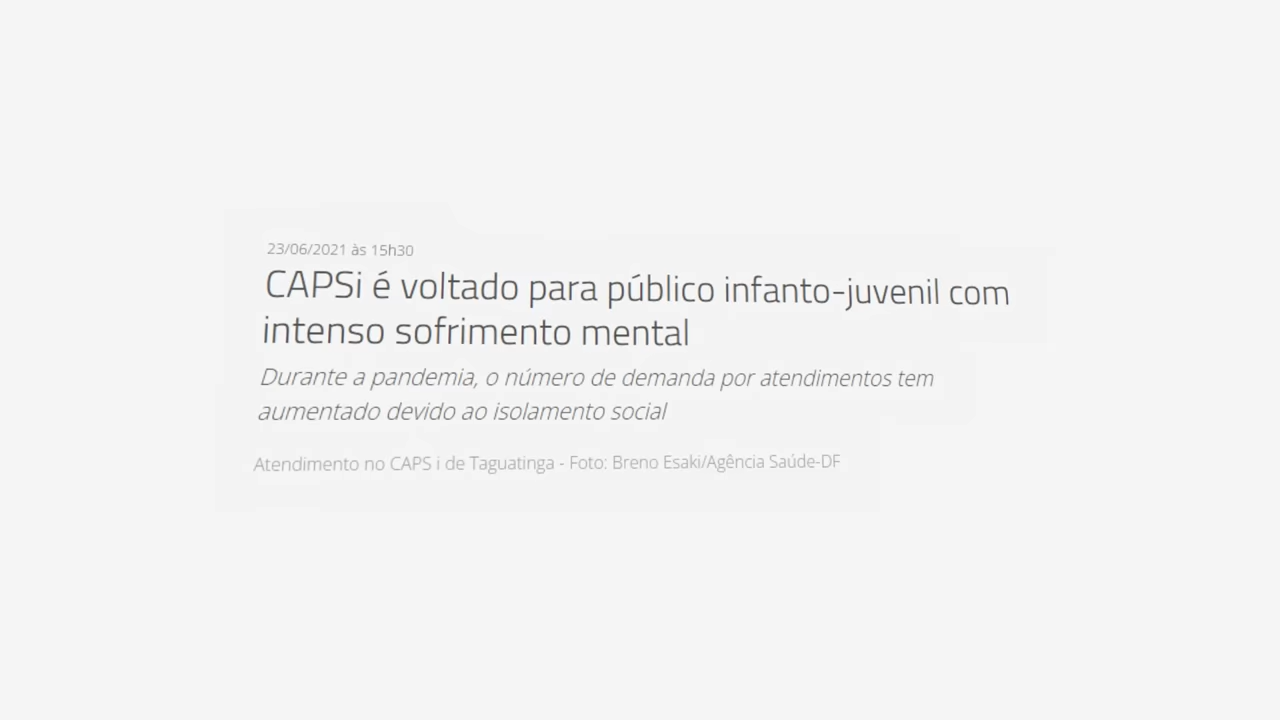 23/06/2021 às 15h30
CAPSi é voltado para público infanto-juvenil com
intenso sofrimento mental
Durante a pandemia, o número de demanda por atendimentos tem
aumentado devido ao isolamento social
Atendimento no CAPS i de Taguatinga - Foto: Breno Esaki/Agência Saúde-DF